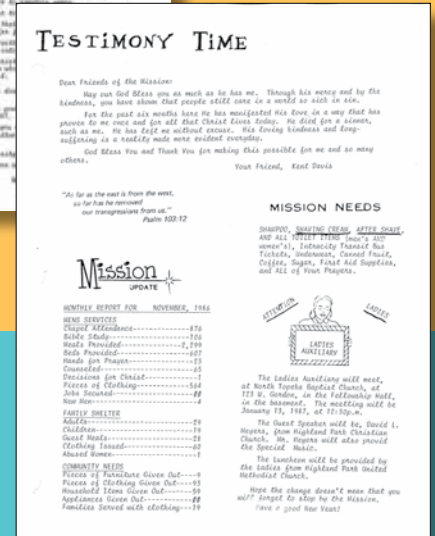 TESTIMONY TIME
Dear Friends of the Mission:
May our God Bless you as much as he has me. Through his mercy and by the
kindness, you have shown that people still care in a world so sick in sin.
For the past six months here He has manifested His love in a way that has
proven to me once and for all that Christ lives today. He died for a sinner,
such as me. He has left me without excuse. His loving kindness and long-
suffering is a reality made more evident everyday.
God Bless You and Thank You for making this possible for me and so many
others.
Your Friend, Kent Davis
"As far as the east is from the west,
so far has he removed
our transgressions from us."
Psalm 103:12
Mission
UPDATE
MONTHLY REPORT FOR NOVEMBER, 1986
MENS SERVICES
Chapel Attendance
Bible Study
Meals Provided
Beds Provided---607
Hands for Prayer
Counseled
Decisions for Christ---1
Pieces of Clothing---564
Jobs Secured
New Men---4
FAMILY SHELTER
Adults
Children---19
Guest Meals---28
Clothing Issued---60
Abused Women---1
COMMUNITY NEEDS
Pieces of Furniture Given Out----9
Pieces of Clothing Given Out---93
Household Items Given Out---
Appliances Given Out
Families Served with clothing---19
MISSION NEEDS
SHAMPOO, SHAVING CREAM, AFTER SHAVE,
AND ALL TOILET ITEMS (men's AND
women's), Intracity Transit Bus
Tickets, Underwear, Canned Fruit,
Coffee, Sugar, First Aid Supplies,
and ALL of Your Prayers.
ATTENTION
LADIES
LADIES
AUXILIARY
The Ladies Auxiliary will meet,
at North Topeka Baptist Church, at
123 W. Gordon, in the Fellowship Hall,
in the basement. The meetting will be
January 13, 1987, at 12:30p.m.
The Guest Speaker will be, David L.
Heyers, from Highland Park Christian
Church. Mr. Heyers will also provid
the Special Music.
The Luncheon will be provided by
the Ladies from Highland Park United
Methodist Church.
Hope the change doesn't mean that you
will forget to stop by the Mission.
Have a good New Year!